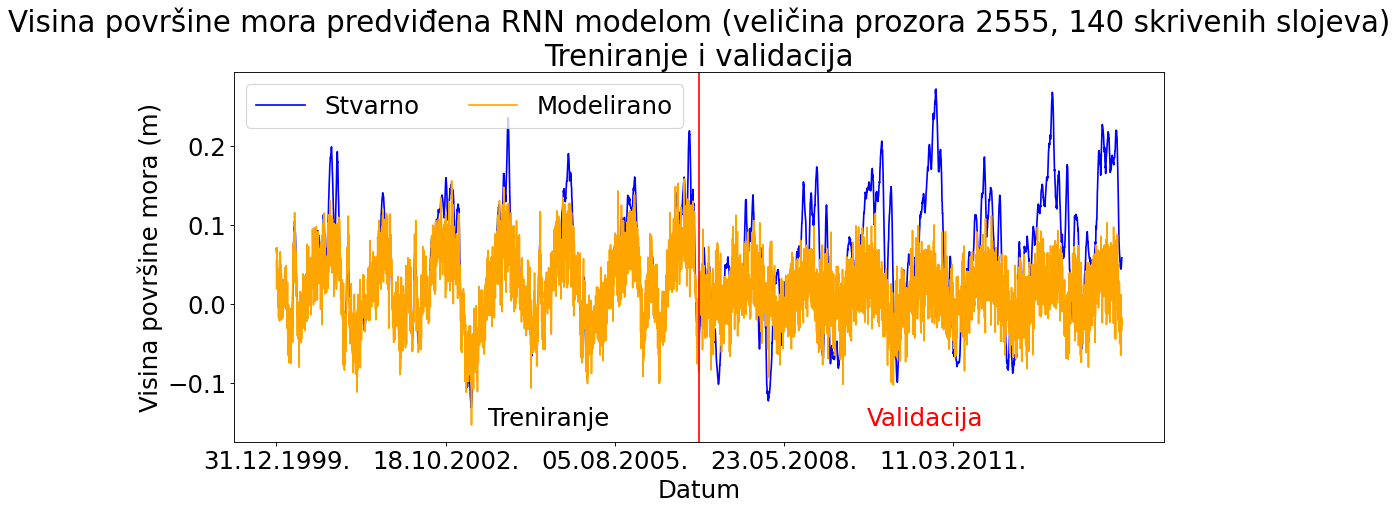 Visina površine mora predviđena RNN modelom (veličina prozora 2555, 140 skrivenih slojeva)
Treniranje i validacija
Stvarno Modelirano
Visina površine mora (m)
0.2
0.1
0.0
−0.1
Treniranje Validacija
31.12.1999. 18.10.2002. 05.08.2005. 23.05.2008. 11.03.2011.
Datum